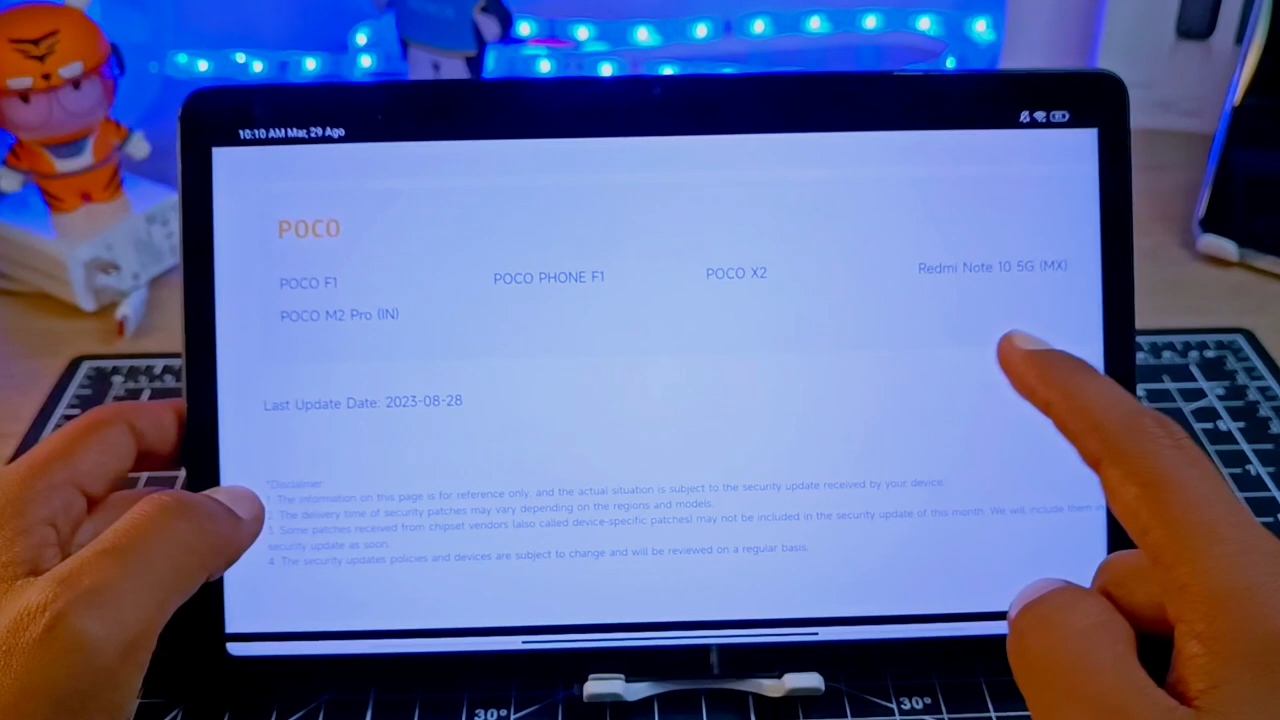 10:10 AM Mar, 29 Ago
POCO
POCO F1 POCO PHONE F1 POCO X2 Redmi Note 10 5G (MX)
POCO M2 Pro (IN)
Last Update Date: 2023-08-28
*Disclaimer:
1. The information on this page is for reference only, and the actual situation is subject to the security update received by your device.
2. The delivery time of security patches may vary depending on the regions and models.
3. Some patches received from chipset vendors (also called device-specific patches) may not be included in the security update of this month. We will include them in
security update as soon
4. The security updates policies and devices are subject to change and will be reviewed on a regular basis.
30°
30°